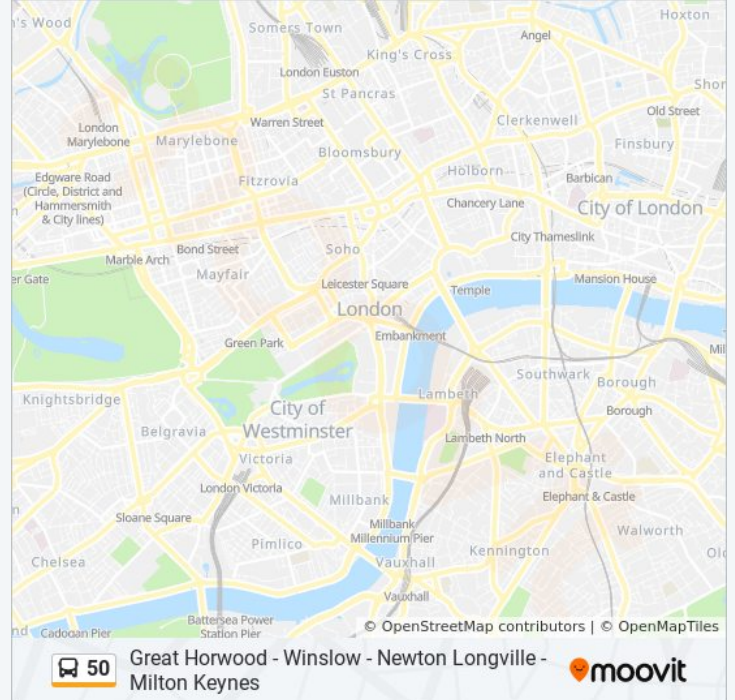 's Wood
Somers Town
Hoxton
Angel
King's Cross
London Euston
St Pancras
Shor
Old Street
Clerkenwell
Warren Street
London
Marylebone
Marylebone
Finsbury
Bloomsbury
Holborn
Edgware Road
(Circle, District and
Hammersmith
& City lines)
Fitzrovia
Barbican
Chancery Lane
City of London
City Thameslink
Bond Street
Soho
Marble Arch
Mayfair
er Gate
Leicester Square
Temple
Mansion House
London
Embankment
Green Park
Mil
Southwark
Borough
Knightsbridge
Lambeth
City of
Westminster
Borough
Belgravia
Lambeth North
Victoria
Elephant
and Castle
London Victoria
Elephant & Castle
Millbank
Sloane Square
Millbank
Millennium Pier
Walworth
Pimlico
Kennington
Chelsea
Vauxhall
Vauxhall
Battersea Power
Station Pier
Cadogan Pier
© OpenStreetMap contributors | © OpenMapTiles
50
Great Horwood - Winslow - Newton Longville -
Milton Keynes
moovit